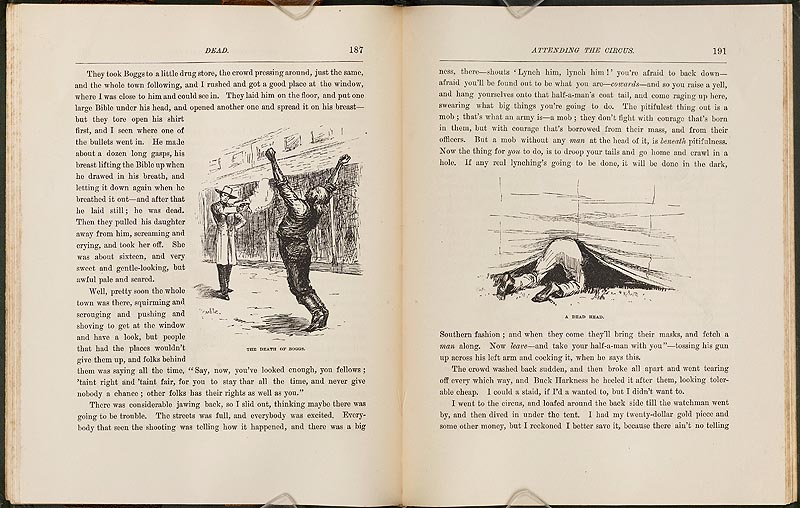 DEAD. 187
They took Boggs to a little drug store, the crowd pressing around, just the same,
and the whole town following, and I rushed and got a good place at the window,
where I was close to him and could see in. They laid him on the floor, and put one
large Bible under his head, and opened another one and spread it on his breast—
but they tore open his shirt
first, and I seen where one of
the bullets went in. He made
about a dozen long gasps, his
breast lifting the Bible up when
he drawed in his breath, and
letting it down again when he
breathed it out—and after that
he laid still; he was dead.
Then they pulled his daughter
away from him, screaming and
crying, and took her off. She
was about sixteen, and very
sweet and gentle-looking, but
awful pale and scared.
Well, pretty soon the whole
town was there, squirming and
scrouging and pushing and
shoving to get at the window
and have a look, but people
that had the places wouldn't
give them up, and folks behind
them was saying all the time, "Say, now, you've looked enough, you fellows;
'taint right and 'taint fair, for you to stay thar all the time, and never give
nobody a chance; other folks has their rights as well as you."
There was considerable jawing back, so I slid out, thinking maybe there was
going to be trouble. The streets was full, and everybody was excited. Every-
body that seen the shooting was telling how it happened, and there was a big
THE DEATH OF BOGGS.
ATTENDING THE CIRCUS. 191
ness, there—shouts 'Lynch him, lynch him!' you're afraid to back down—
afraid you'll be found out to be what you are—cowards—and so you raise a yell,
and hang yourselves onto that half-a-man's coat tail, and come raging up here,
swearing what big things you're going to do. The pitifulest thing out is a
mob; that's what an army is—a mob; they don't fight with courage that's born
in them, but with courage that's borrowed from their mass, and from their
officers. But a mob without any man at the head of it, is beneath pitifulness.
Now the thing for you to do, is to droop your tails and go home and crawl in a
hole. If any real lynching's going to be done, it will be done in the dark,
A DEAD HEAD.
Southern fashion; and when they come they'll bring their masks, and fetch a
man along. Now leave—and take your half-a-man with you"—tossing his gun
up across his left arm and cocking it, when he says this.
The crowd washed back sudden, and then broke all apart and went tearing
off every which way, and Buck Harkness he heeled it after them, looking toler-
able cheap. I could a staid, if I'd a wanted to, but I didn't want to.
I went to the circus, and loafed around the back side till the watchman went
by, and then dived in under the tent. I had my twenty-dollar gold piece and
some other money, but I reckoned I better save it, because there ain't no telling